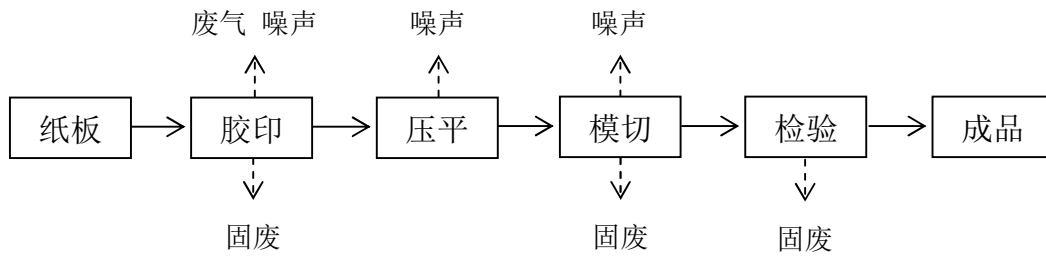 废气 噪声 噪声 噪声
纸板 胶印 压平 模切 检验 成品
固废 固废 固废